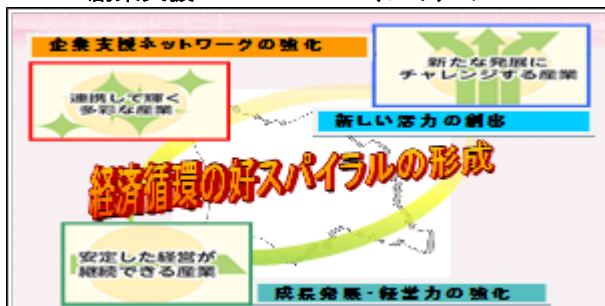 企業支援ネットワークの強化
新たな発展に
チャレンジする産業
連携して輝く
多彩な産業
新しい活力の創出
経済循環の好スパイラルの形成
安定した経営が
継続できる産業
成長発展・経営力の強化